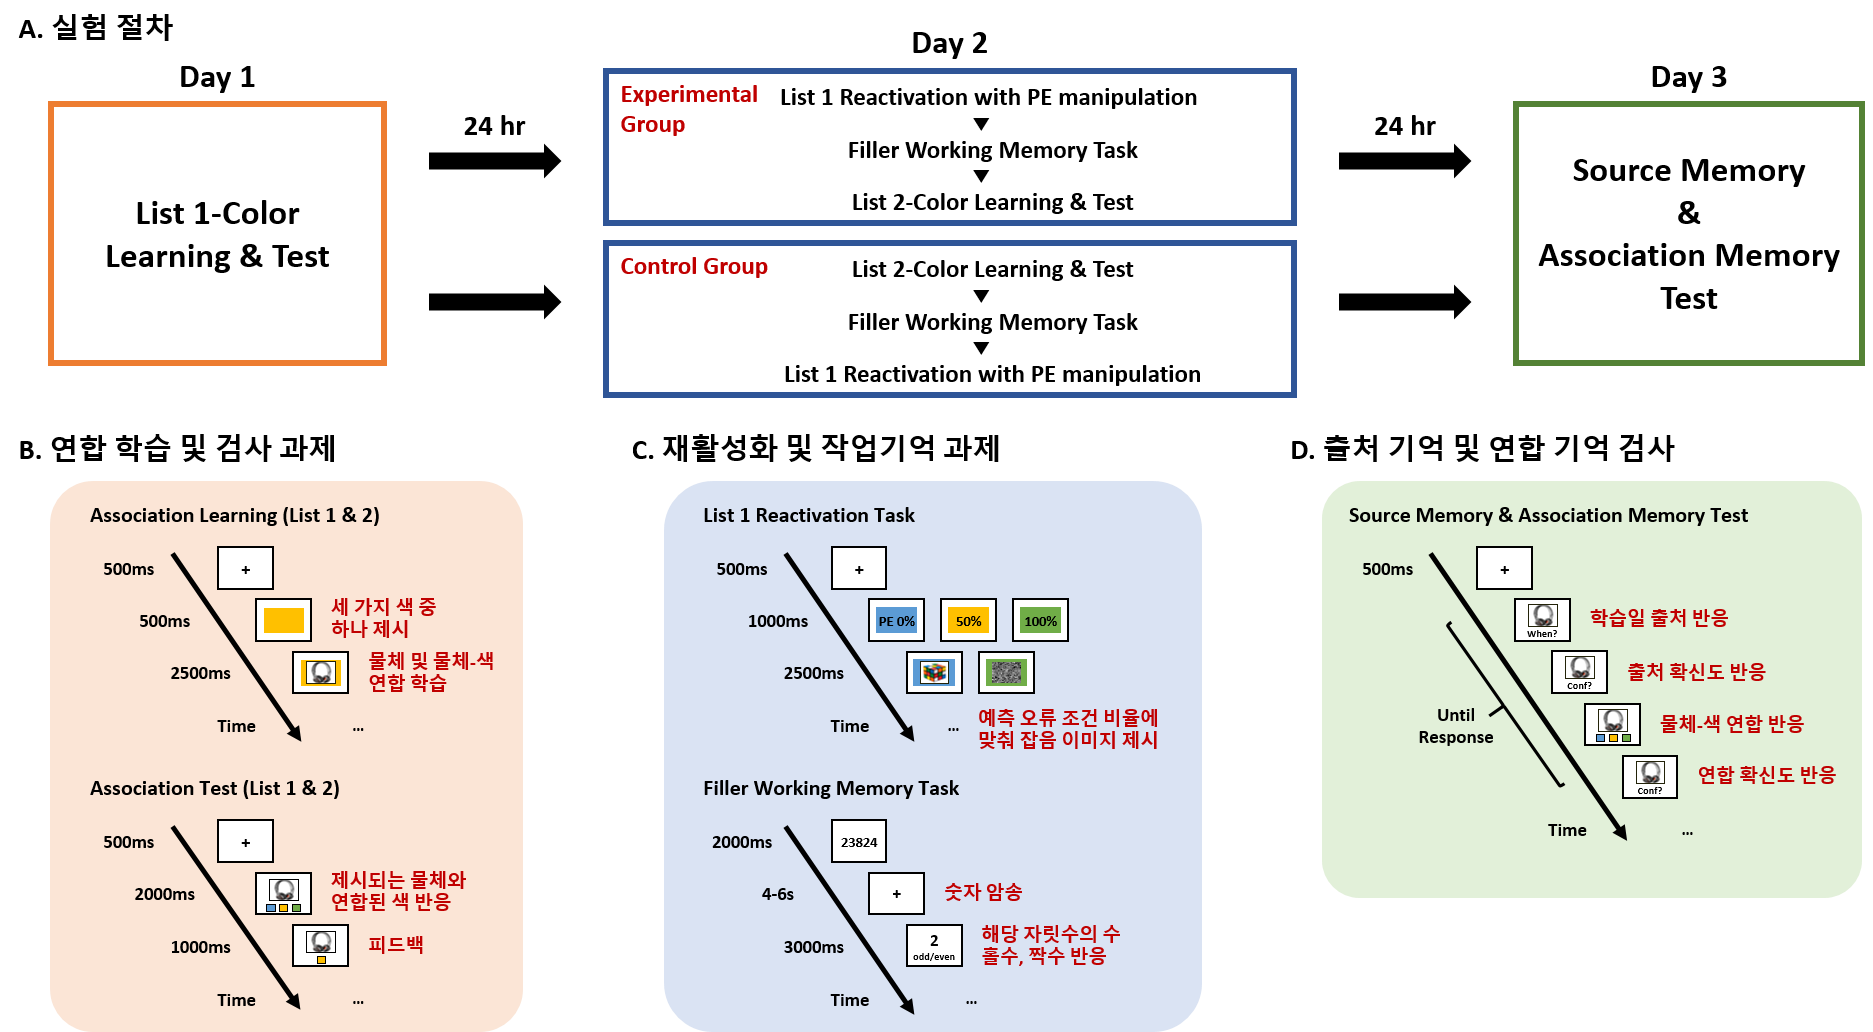 A. 실험 절차
Day 1
List 1-Color
Learning & Test
24 hr
Day 2
Experimental
Group
List 1 Reactivation with PE manipulation
Filler Working Memory Task
List 2-Color Learning & Test
Control Group
List 2-Color Learning & Test
Filler Working Memory Task
List 1 Reactivation with PE manipulation
24 hr
Day 3
Source Memory
&
Association Memory
Test
B. 연합 학습 및 검사 과제
Association Learning (List 1 & 2)
500ms
+
500ms
세 가지 색 중
하나 제시
2500ms
물체 및 물체-색
연합 학습
Time
...
Association Test (List 1 & 2)
500ms
+
2000ms
제시되는 물체와
연합된 색 반응
1000ms
피드백
Time
...
C. 재활성화 및 작업기억 과제
List 1 Reactivation Task
500ms
+
1000ms
PE 0%
50%
100%
2500ms
Time
...
예측 오류 조건 비율에
맞춰 잡음 이미지 제시
Filler Working Memory Task
2000ms
23824
4-6s
+
숫자 암송
3000ms
2
odd/even
해당 자릿수의 수
홀수, 짝수 반응
Time
...
D. 출처 기억 및 연합 기억 검사
Source Memory & Association Memory Test
500ms
+
When?
학습일 출처 반응
Conf?
출처 확신도 반응
Until
Response
물체-색 연합 반응
Conf?
연합 확신도 반응
Time
...